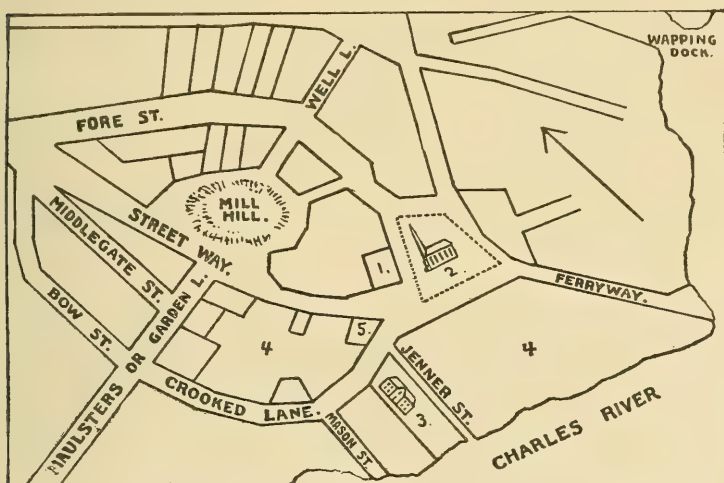 WAPPING
DOCK.
WELL L.
FORE ST.
MILL
HILL.
STREET WAY.
MIDDLEGATE ST.
1.
2.
FERRYWAY.
BOW ST.
MAULSTERS OR GARDEN L.
4
5.
4
JENNER ST.
CROOKED LANE.
3.
MASON ST.
CHARLES RIVER